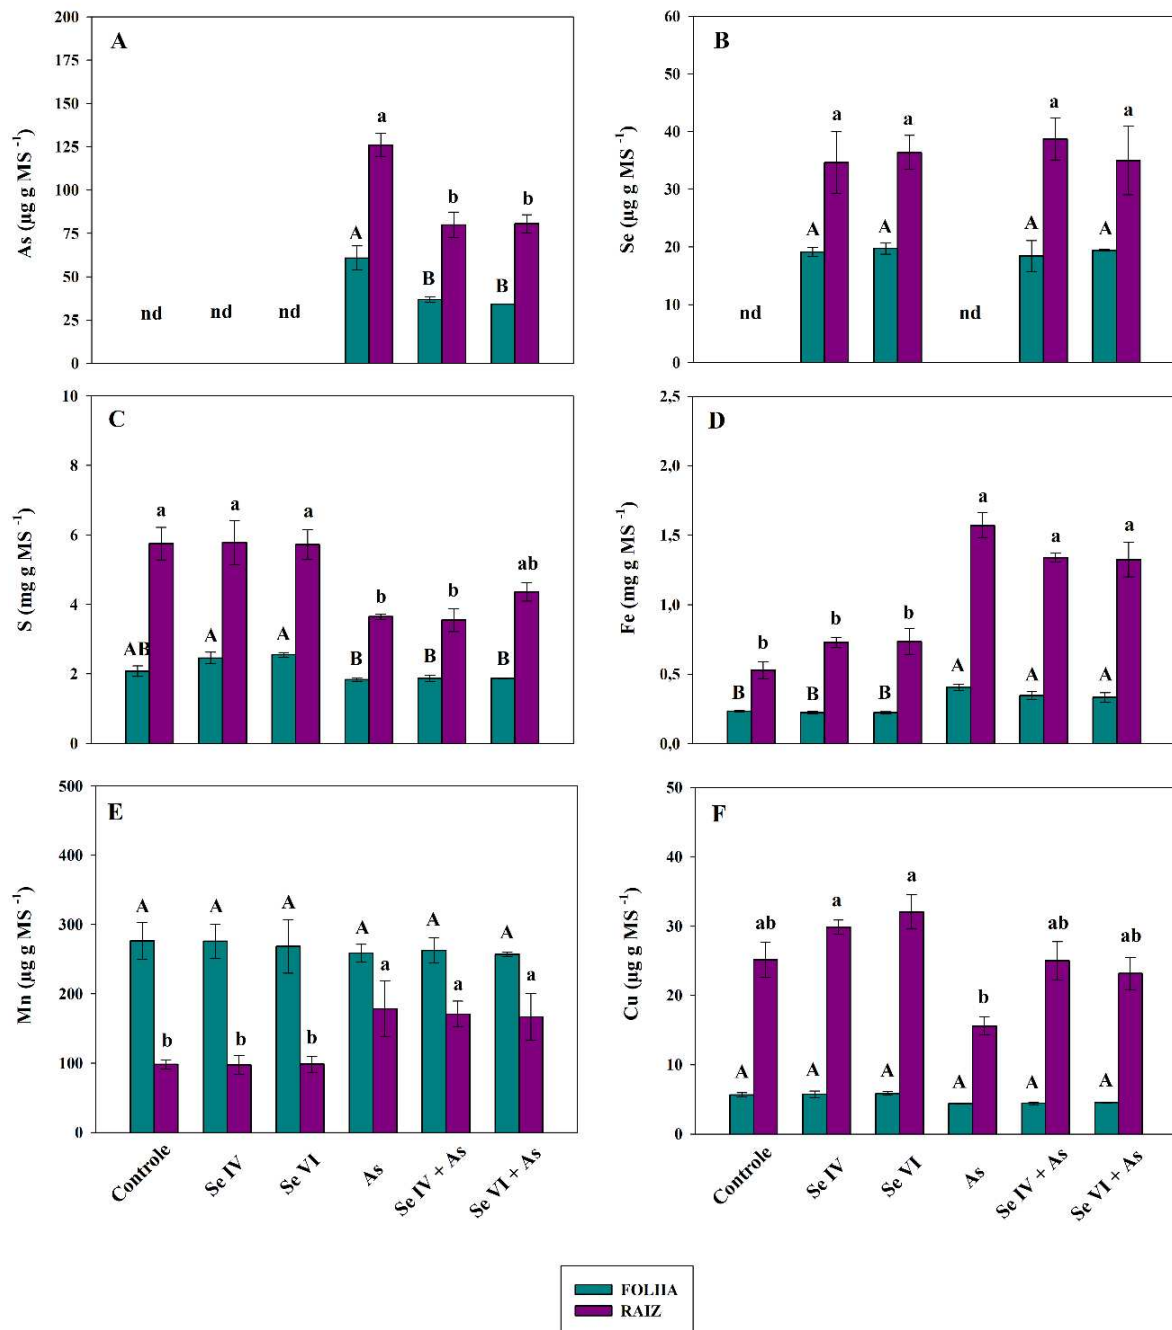 A
As (µg g MS -1)
200
175
150
125
100
75
50
25
0
nd
nd
nd
A
a
B
b
B
b
B
Se (µg g MS -1)
60
50
40
30
20
10
0
nd
A
a
A
a
nd
A
a
A
a
C
S (mg g MS -1)
10
8
6
4
2
0
AB
a
A
a
A
a
B
b
B
b
B
ab
D
Fe (mg g MS -1)
2,5
2,0
1,5
1,0
0,5
0,0
B
b
B
b
B
b
A
a
A
a
A
a
E
Mn (µg g MS -1)
500
400
300
200
100
0
A
b
A
b
A
b
A
a
A
a
A
a
Controle
Se IV
Se VI
As
Se IV + As
Se VI + As
F
Cu (µg g MS -1)
50
40
30
20
10
0
A
ab
A
a
A
a
A
b
A
ab
A
ab
Controle
Se IV
Se VI
As
Se IV + As
Se VI + As
FOLHA
RAIZ